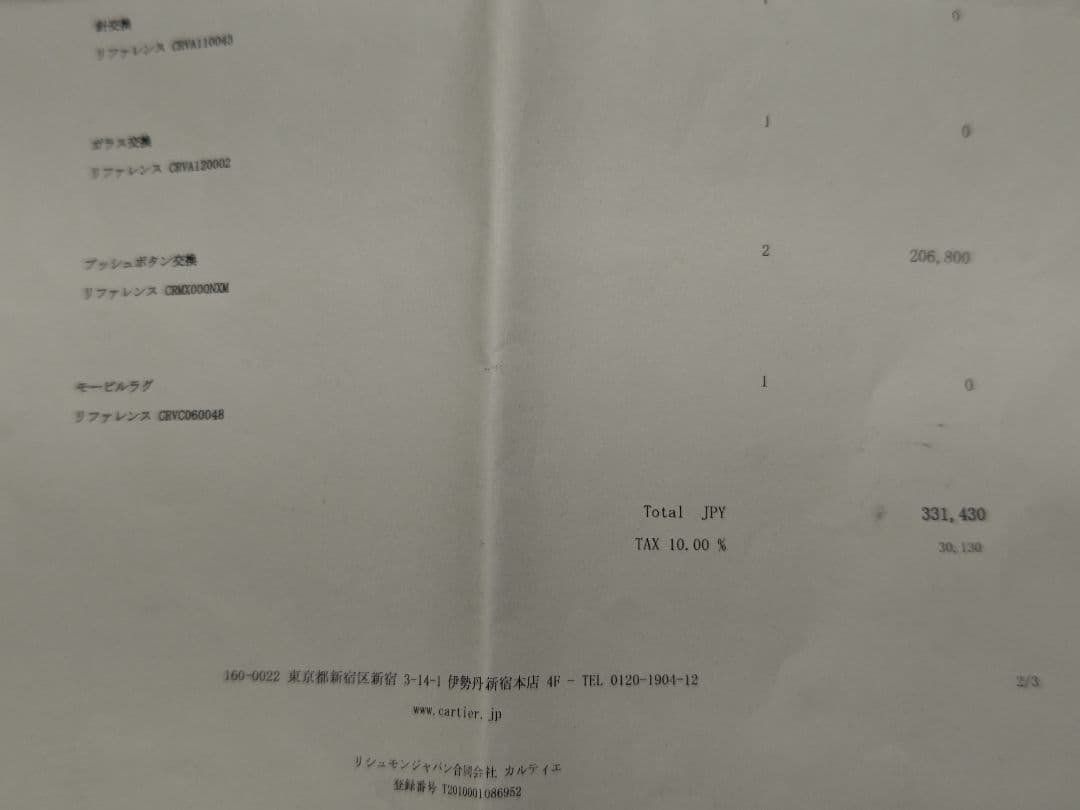 針交換
0
リファレンス CRVA110043
ガラス交換
1
0
リファレンス CRVA120002
プッシュボタン交換
2
206,800
リファレンス CRMX000NXM
モービルラグ
1
0
リファレンス CRVC060048
Total JPY
331,430
TAX 10.00 %
30,130
160-0022 東京都新宿区新宿 3-14-1 伊勢丹新宿本店 4F - TEL 0120-1904-12
2/3
www.cartier.jp
リシュモンジャパン合同会社 カルティエ
登録番号 T2010001086952